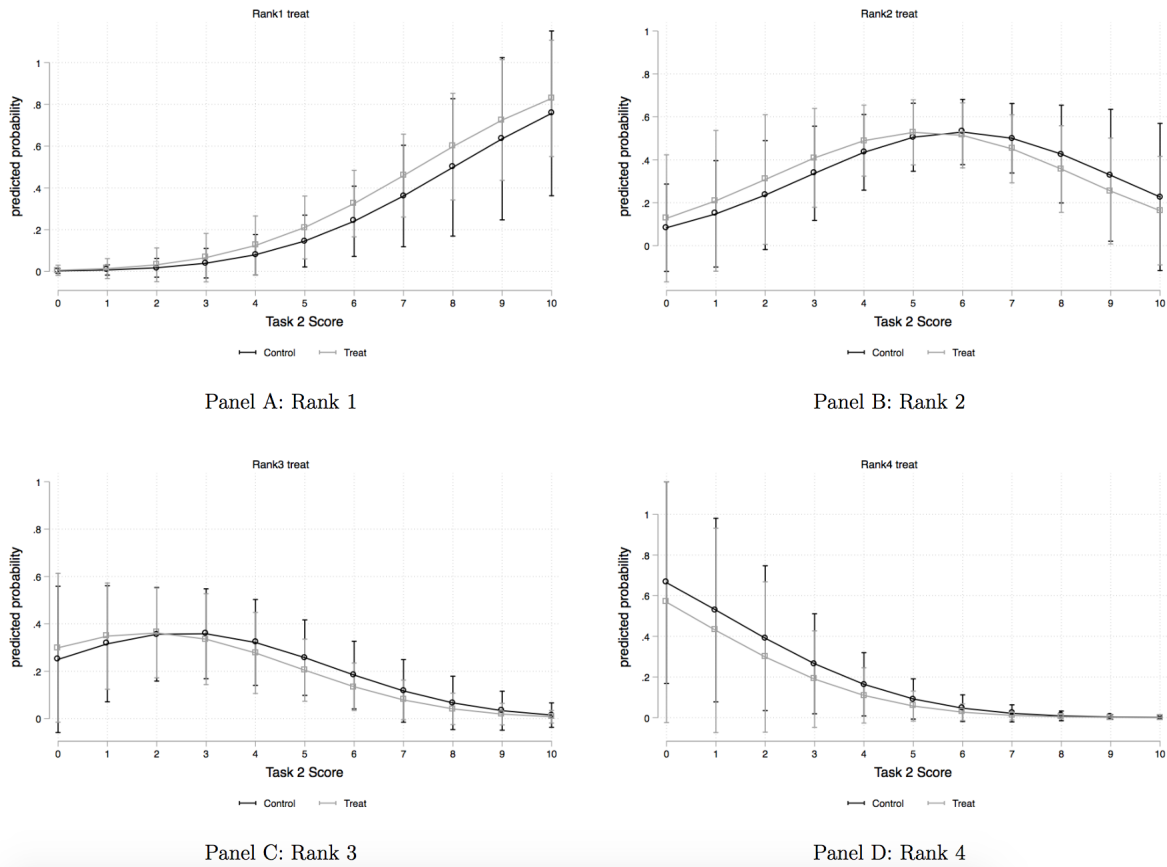 Rank1 treat
predicted probability
1
.8
.6
.4
.2
0
0 1 2 3 4 5 6 7 8 9 10
Task 2 Score
Control Treat
Panel A: Rank 1
Rank2 treat
predicted probability
1
.8
.6
.4
.2
0
0 1 2 3 4 5 6 7 8 9 10
Task 2 Score
Control Treat
Panel B: Rank 2
Rank3 treat
predicted probability
1
.8
.6
.4
.2
0
0 1 2 3 4 5 6 7 8 9 10
Task 2 Score
Control Treat
Panel C: Rank 3
Rank4 treat
predicted probability
1
.8
.6
.4
.2
0
0 1 2 3 4 5 6 7 8 9 10
Task 2 Score
Control Treat
Panel D: Rank 4